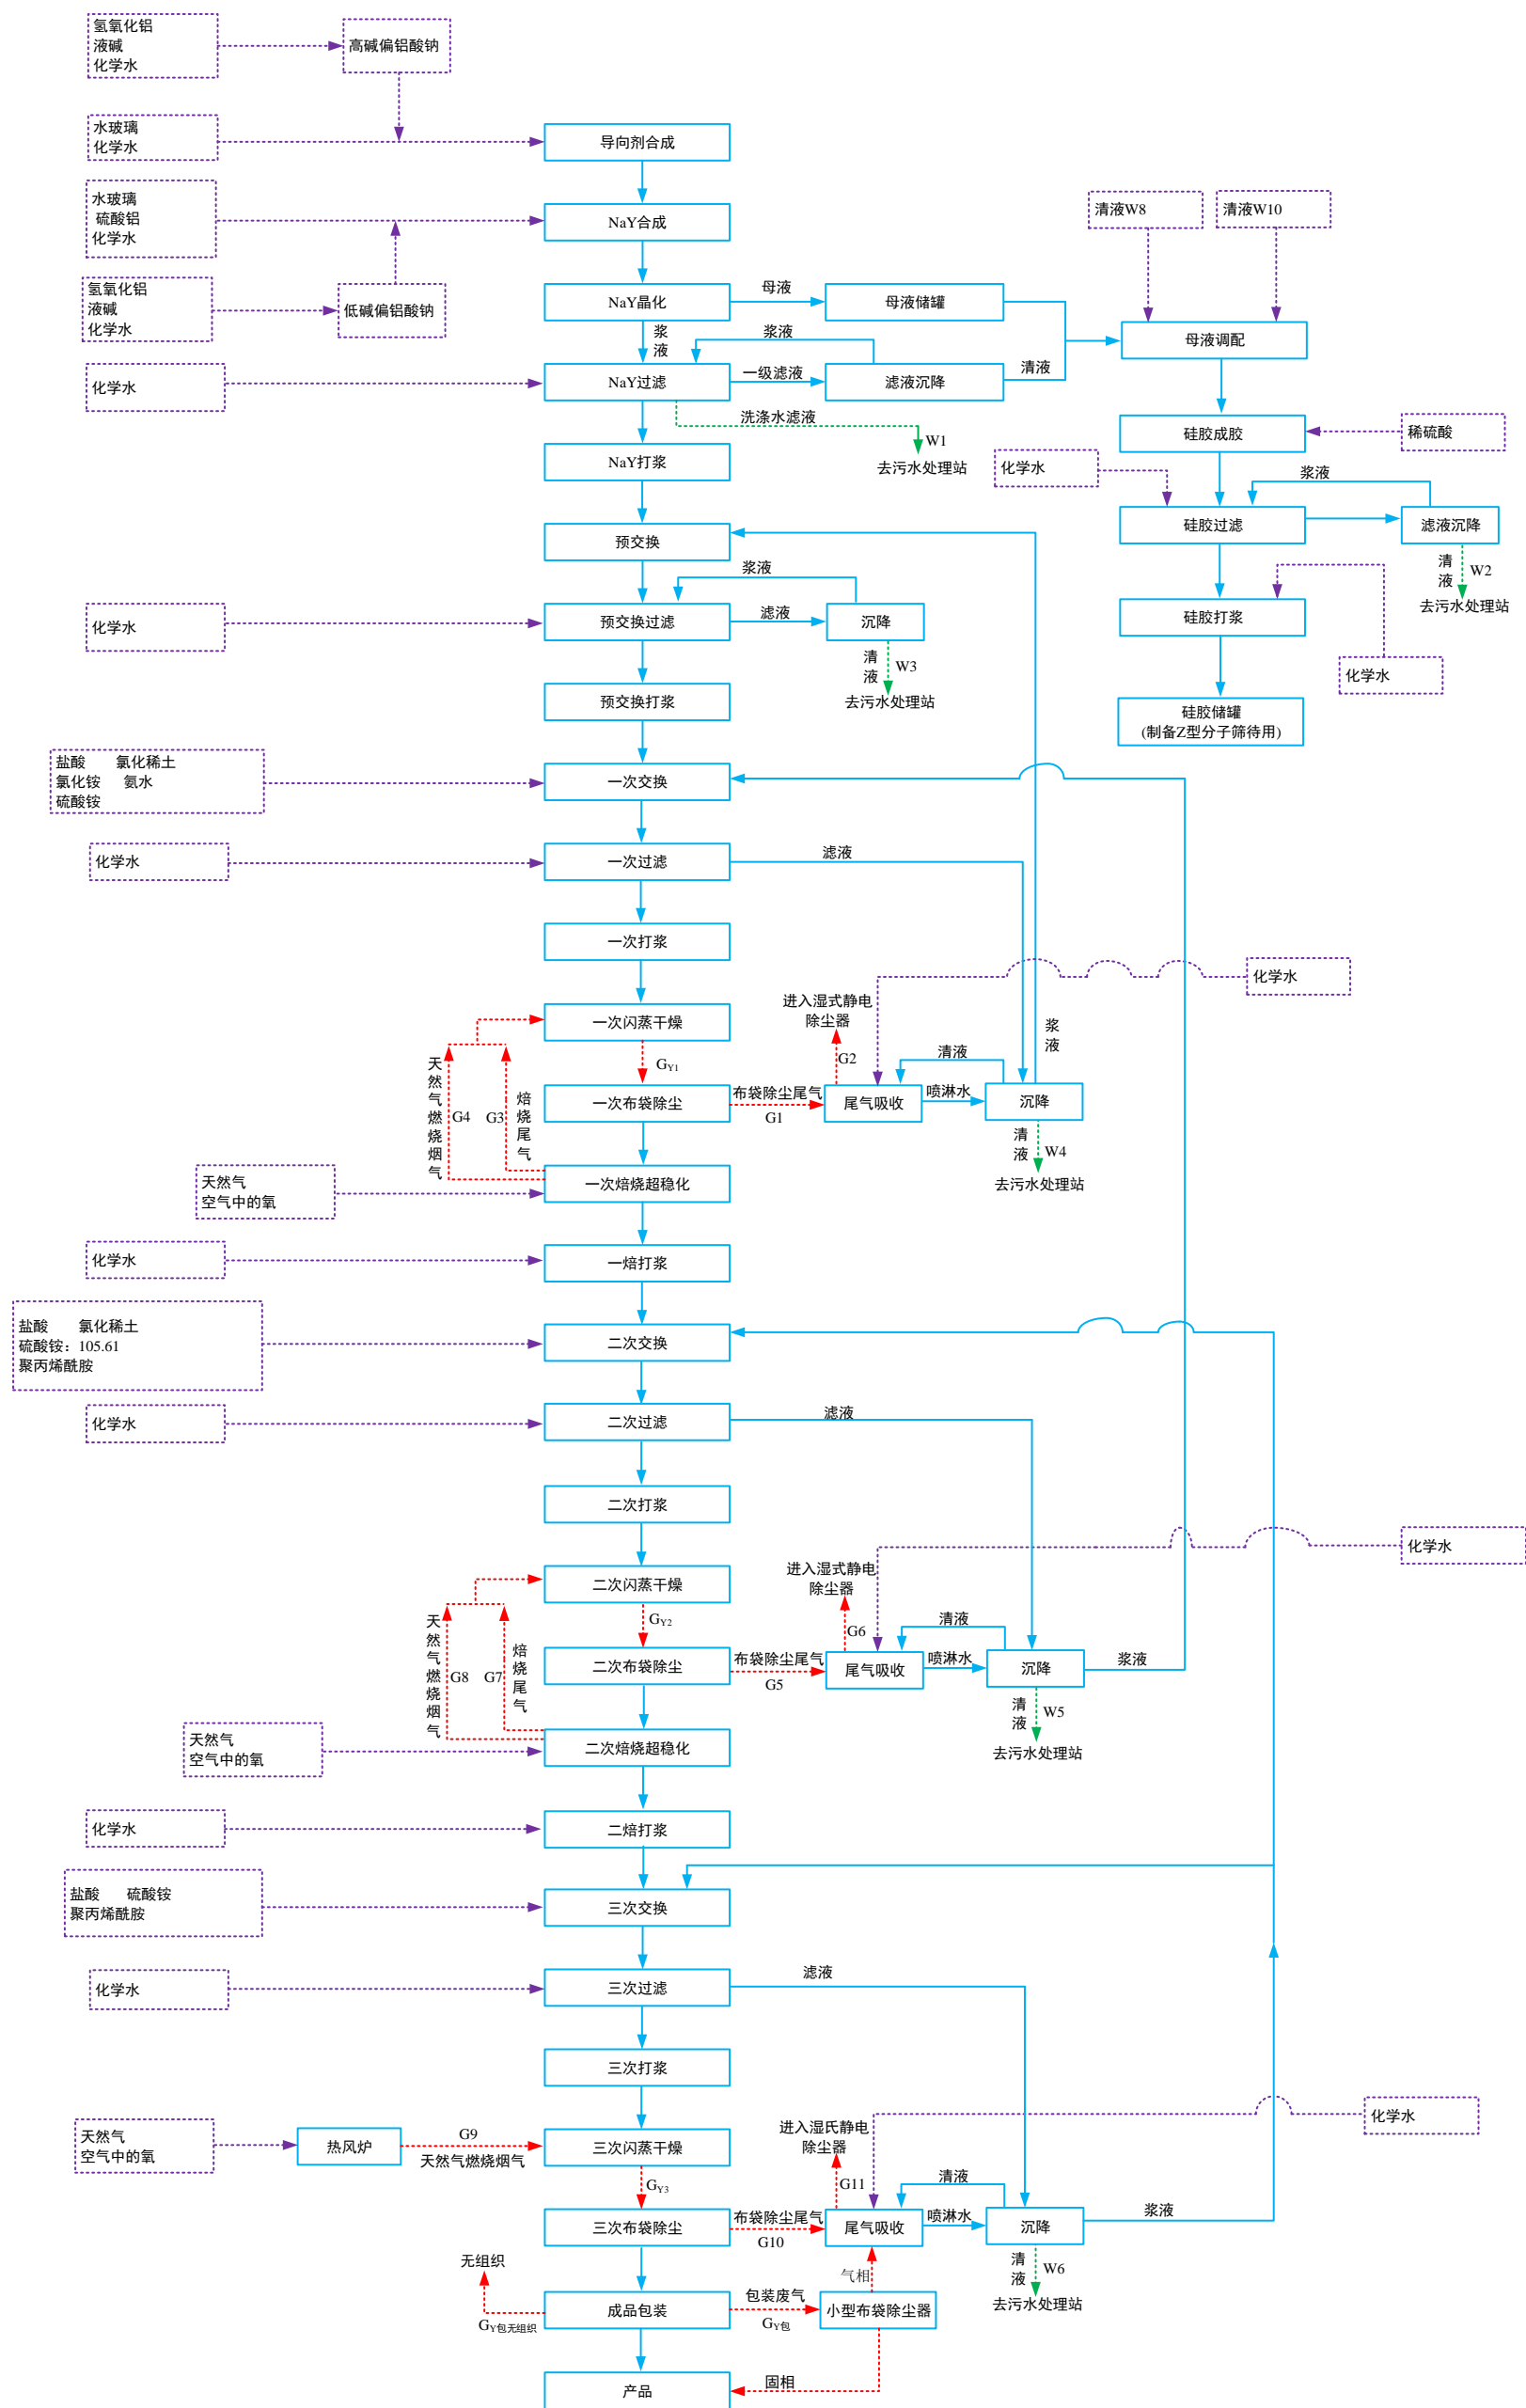 氢氧化铝
液碱
化学水
高碱偏铝酸钠
水玻璃
化学水
导向剂合成
水玻璃
硫酸铝
化学水
NaY合成
清液W8
清液W10
氢氧化铝
液碱
化学水
低碱偏铝酸钠
NaY晶化
母液
母液储罐
浆
液
浆液
母液调配
化学水
NaY过滤
一级滤液
滤液沉降
清液
洗涤水滤液
W1
去污水处理站
硅胶成胶
稀硫酸
NaY打浆
化学水
浆液
硅胶过滤
滤液沉降
清
液
W2
去污水处理站
预交换
浆液
化学水
预交换过滤
滤液
沉降
清
液
W3
去污水处理站
硅胶打浆
化学水
预交换打浆
硅胶储罐
(制备Z型分子筛待用)
盐酸 氯化稀土
氯化铵 氨水
硫酸铵
一次交换
化学水
一次过滤
滤液
一次打浆
化学水
一次闪蒸干燥
进入湿式静电
除尘器
浆
液
GY1
G2
清液
天
然
气
燃
烧
烟
气
G4
G3
焙
烧
尾
气
一次布袋除尘
布袋除尘尾气
G1
尾气吸收
喷淋水
沉降
清
液
W4
去污水处理站
天然气
空气中的氧
一次焙烧超稳化
化学水
一焙打浆
盐酸 氯化稀土
硫酸铵：105.61
聚丙烯酰胺
二次交换
化学水
二次过滤
滤液
二次打浆
化学水
二次闪蒸干燥
进入湿式静电
除尘器
GY2
G6
清液
天
然
气
燃
烧
烟
气
G8
G7
焙
烧
尾
气
二次布袋除尘
布袋除尘尾气
G5
尾气吸收
喷淋水
沉降
浆液
清
液
W5
去污水处理站
天然气
空气中的氧
二次焙烧超稳化
化学水
二焙打浆
盐酸 硫酸铵
聚丙烯酰胺
三次交换
化学水
三次过滤
滤液
三次打浆
化学水
天然气
空气中的氧
热风炉
G9
天然气燃烧烟气
三次闪蒸干燥
进入湿氏静电
除尘器
GY3
G11
清液
三次布袋除尘
布袋除尘尾气
G10
尾气吸收
喷淋水
沉降
浆液
无组织
GY包无组织
成品包装
包装废气
GY包
气相
小型布袋除尘器
清
液
W6
去污水处理站
产品
固相